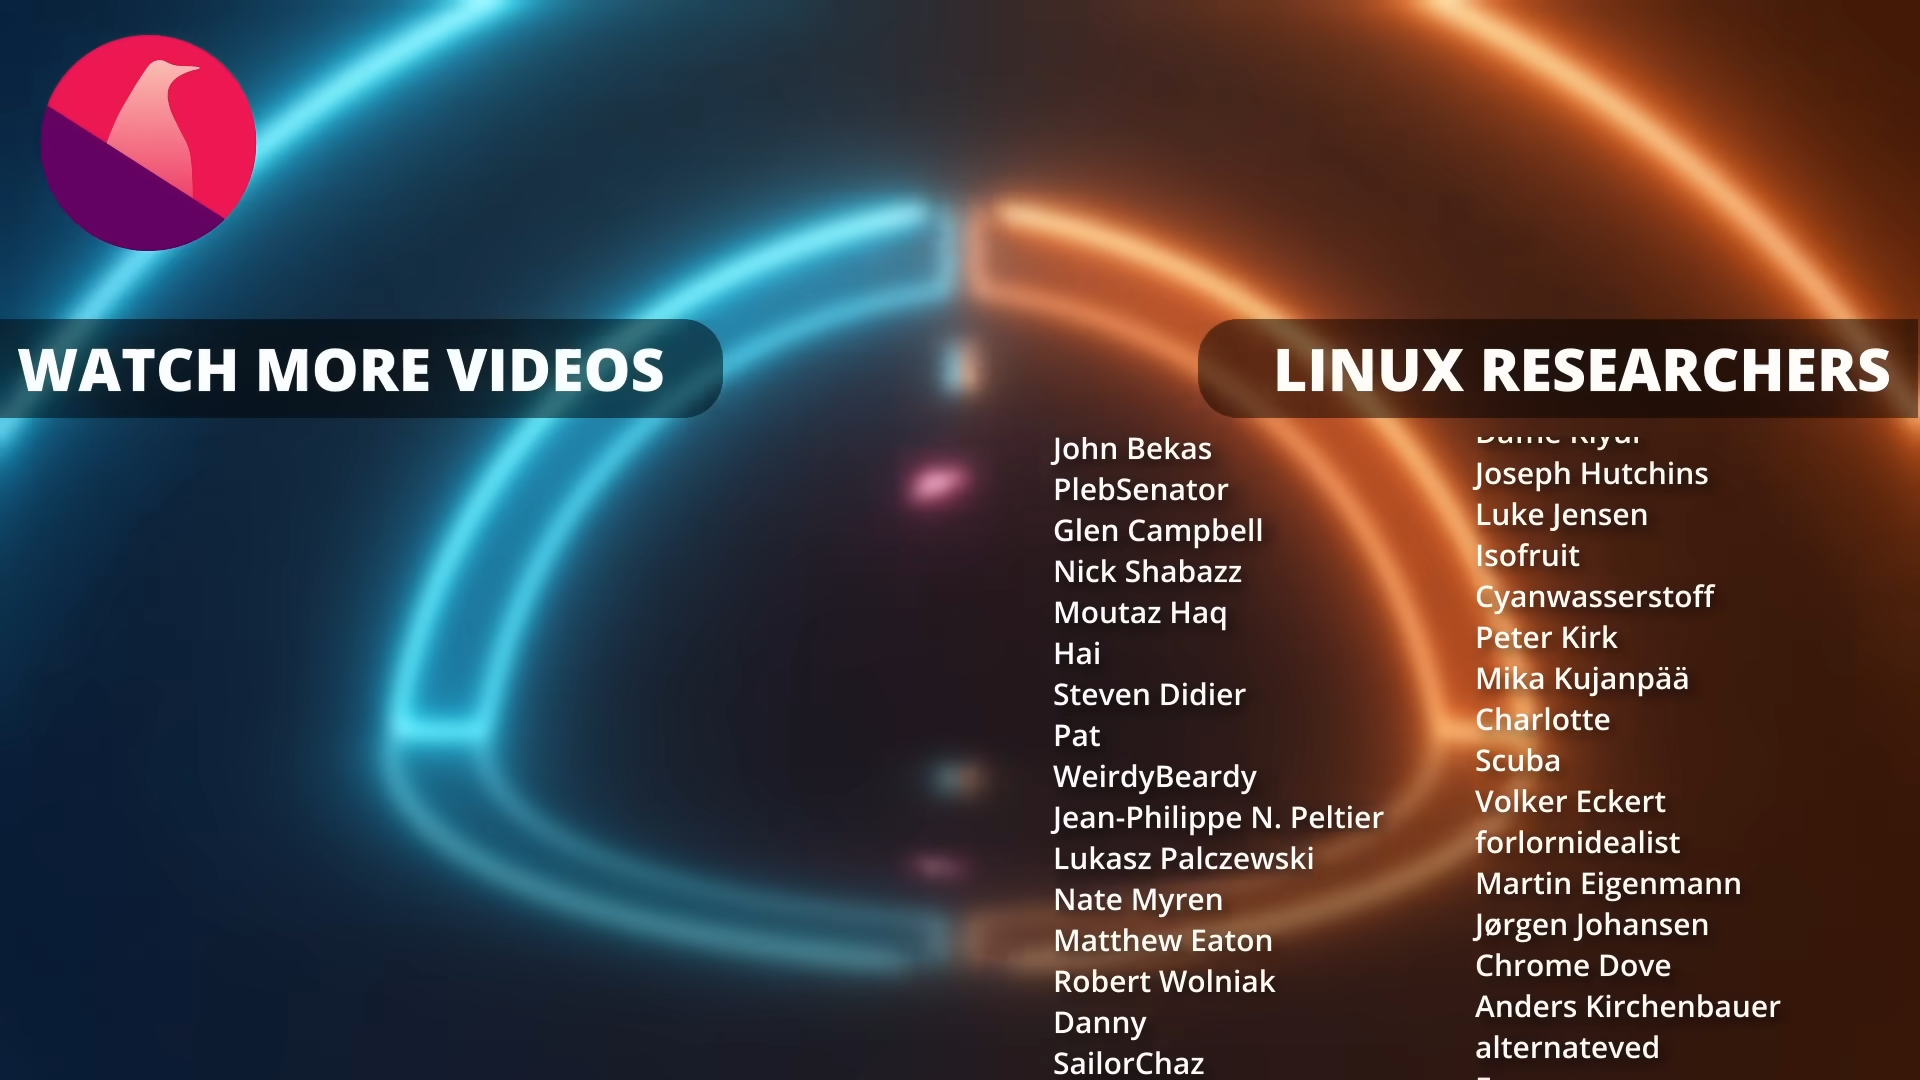 WATCH MORE VIDEOS
LINUX RESEARCHERS
John Bekas
PlebSenator
Glen Campbell
Nick Shabazz
Moutaz Haq
Hai
Steven Didier
Pat
WeirdyBeardy
Jean-Philippe N. Peltier
Lukasz Palczewski
Nate Myren
Matthew Eaton
Robert Wolniak
Danny
SailorChaz
Joseph Hutchins
Luke Jensen
Isofruit
Cyanwasserstoff
Peter Kirk
Mika Kujanpää
Charlotte
Scuba
Volker Eckert
forlornidealist
Martin Eigenmann
Jørgen Johansen
Chrome Dove
Anders Kirchenbauer
alternateved